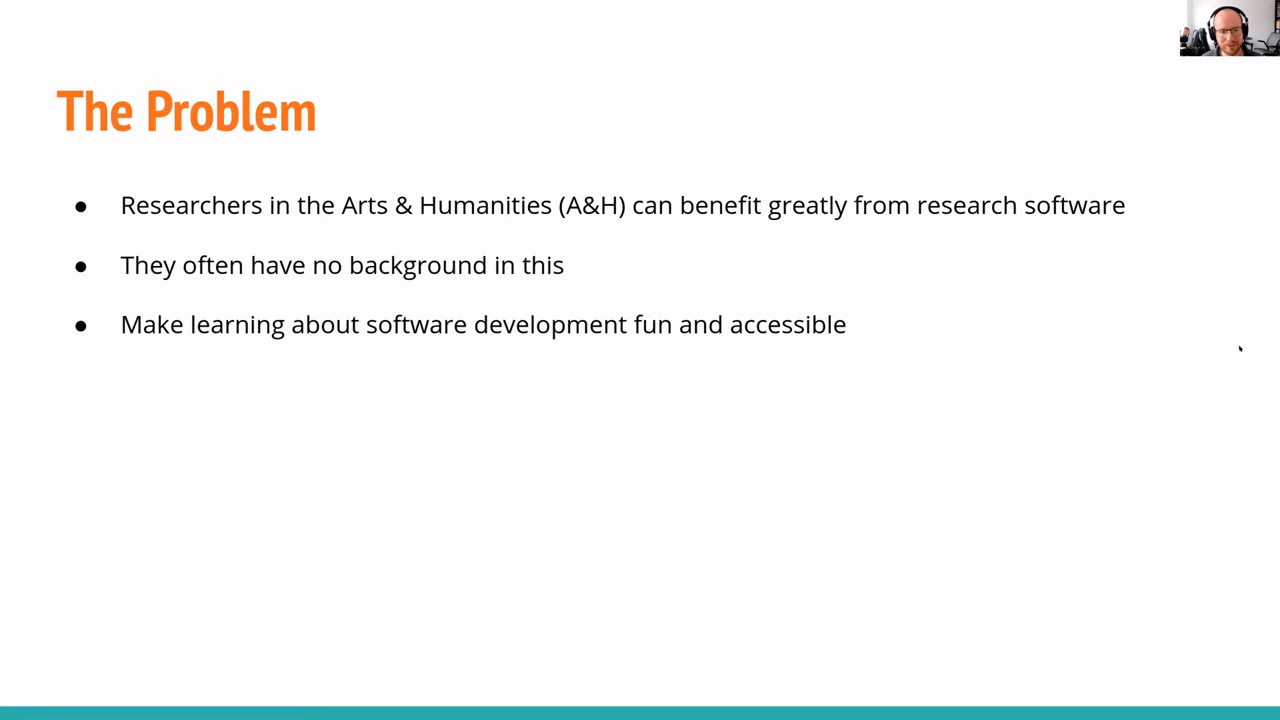 The Problem
● Researchers in the Arts & Humanities (A&H) can benefit greatly from research software
● They often have no background in this
● Make learning about software development fun and accessible